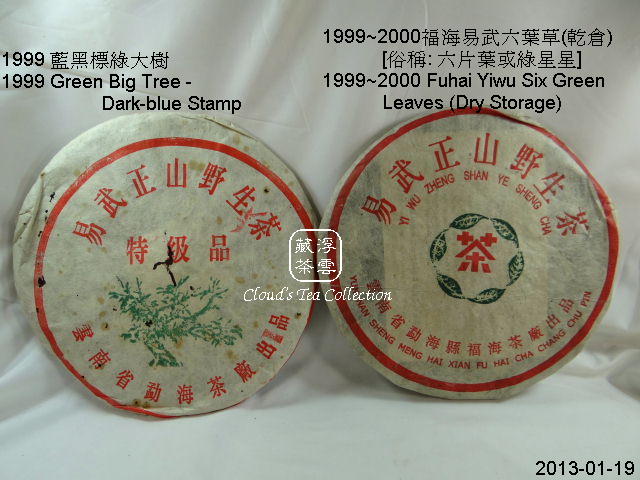 1999 藍黑標綠大樹
1999 Green Big Tree -
Dark-blue Stamp
1999~2000福海易武六葉草(乾倉)
[俗稱: 六片葉或綠星星]
1999~2000 Fuhai Yiwu Six Green
Leaves (Dry Storage)
易武正山野生茶
特級品
雲南省勐海茶廠出品
易武正山野生茶
YI WU ZHENG SHAN YE SHENG CHA
茶
雲南省勐海縣福海茶廠出品
YUN NAN SHENG MENG HAI XIAN FU HAI CHA CHANG CHU PIN
藏茶
浮雲
Cloud's Tea Collection
2013-01-19